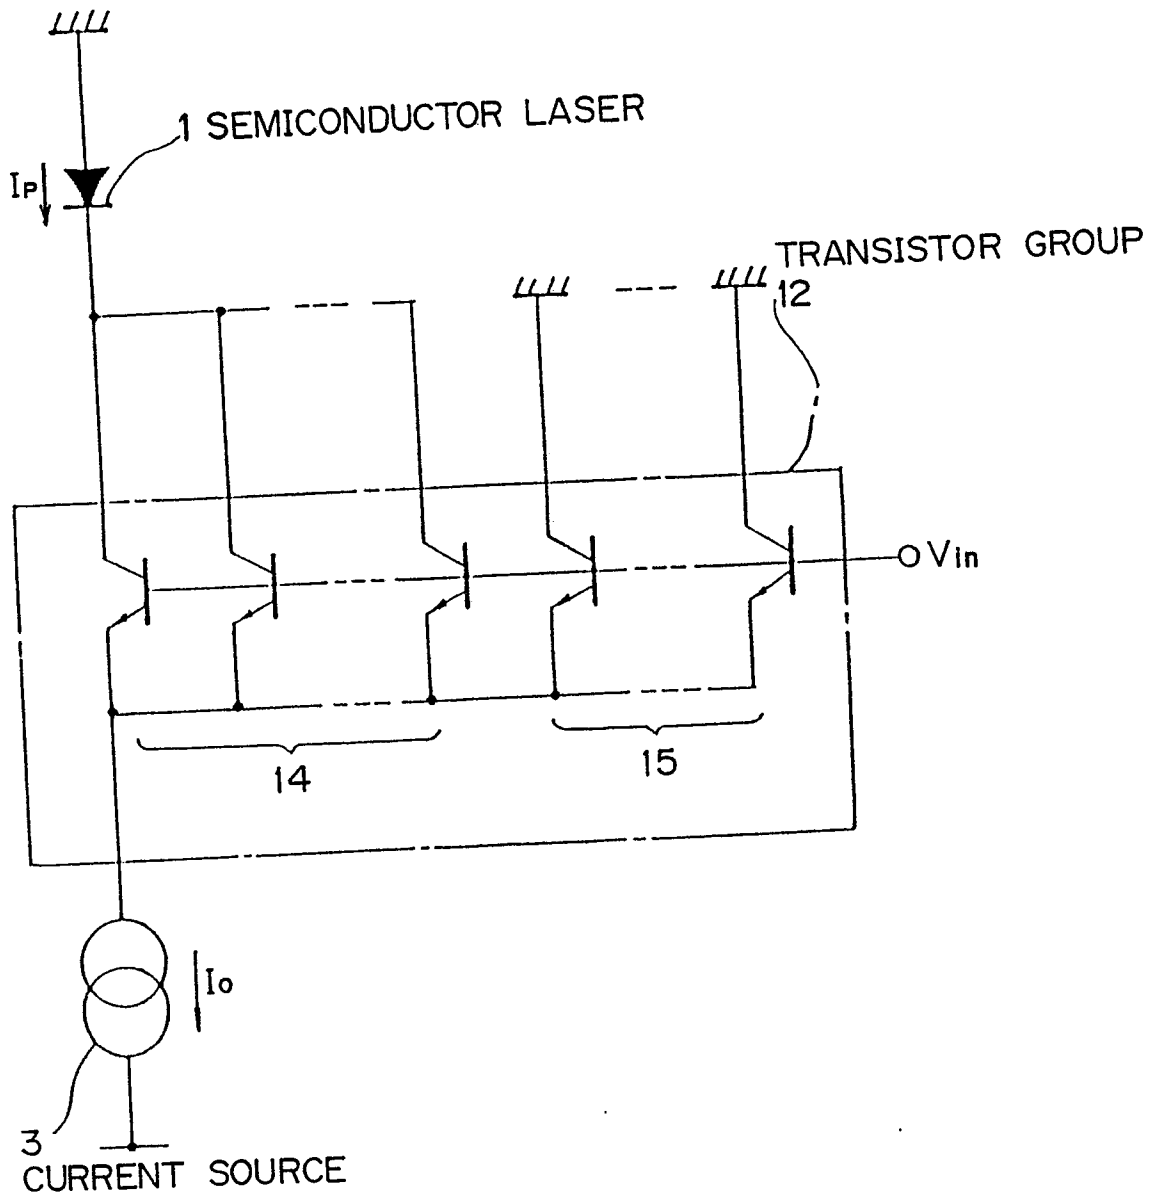 1 SEMICONDUCTOR LASER
IP
TRANSISTOR GROUP
12
Vin
14
15
Io
3
CURRENT SOURCE